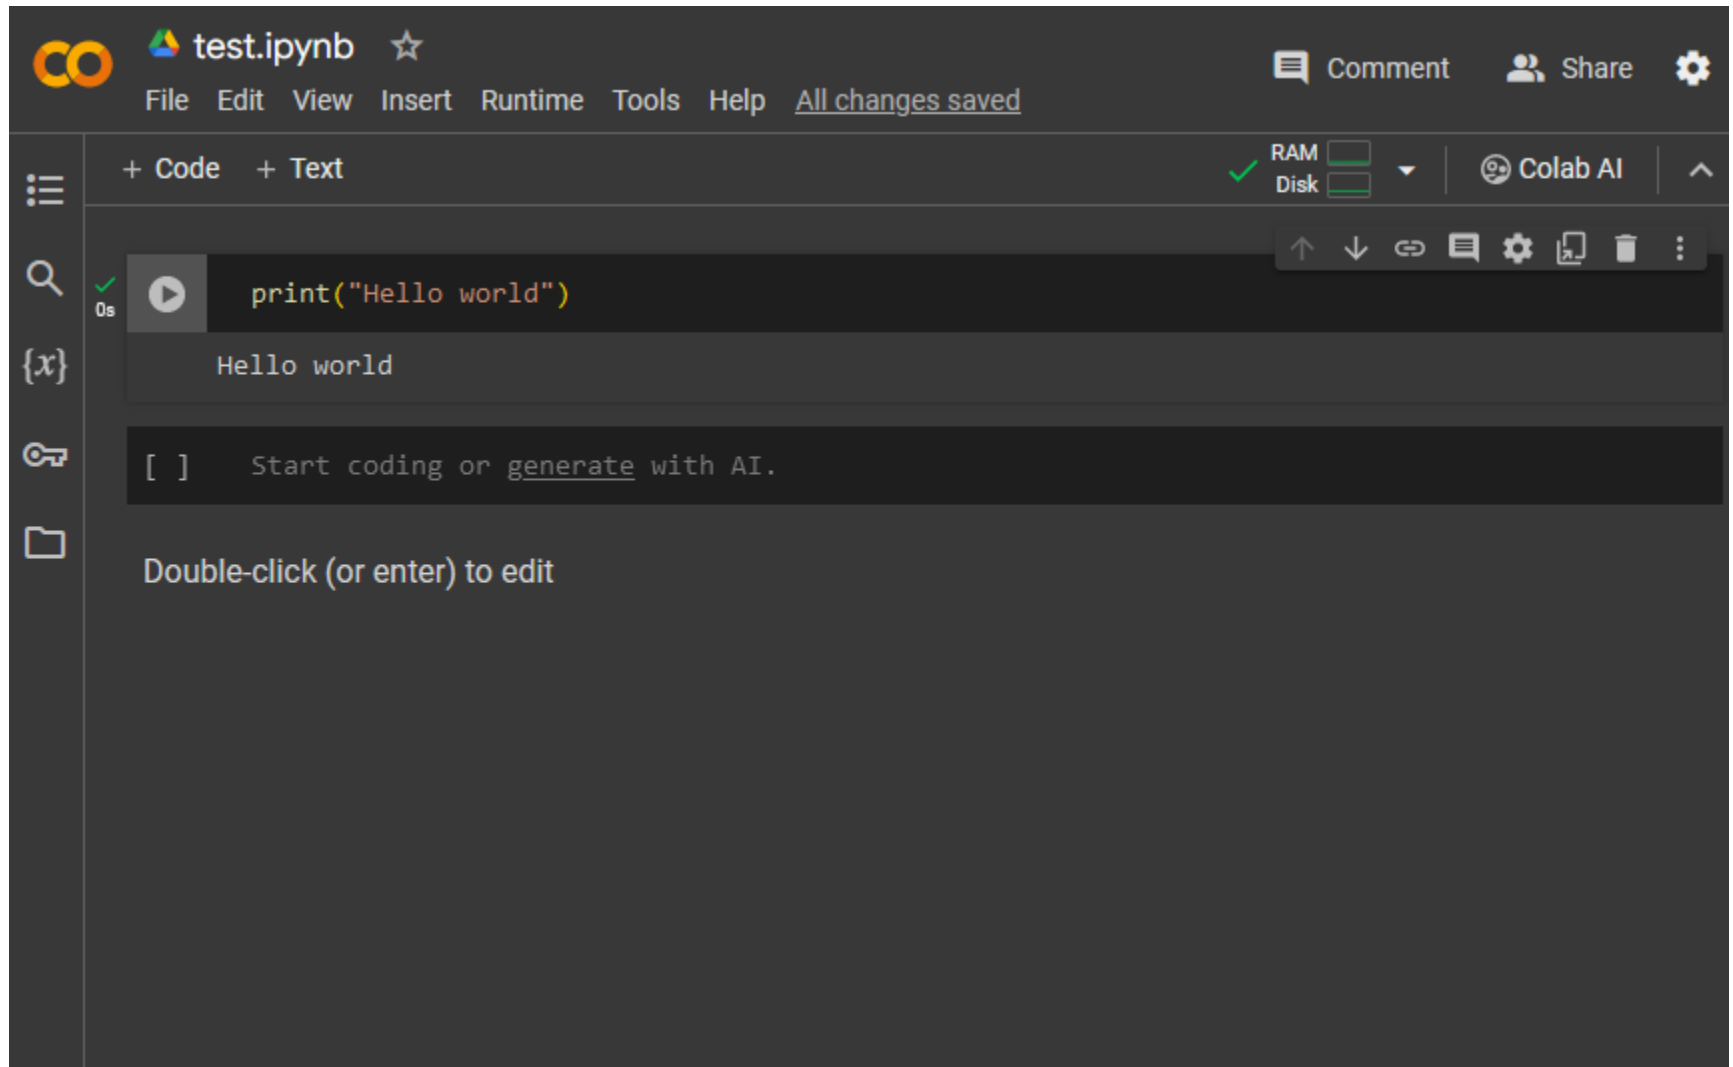 test.ipynb
File Edit View Insert Runtime Tools Help All changes saved
Comment Share
+ Code + Text
RAM
Disk
Colab AI
0s
print("Hello world")
Hello world
{x}
[ ] Start coding or generate with AI.
Double-click (or enter) to edit